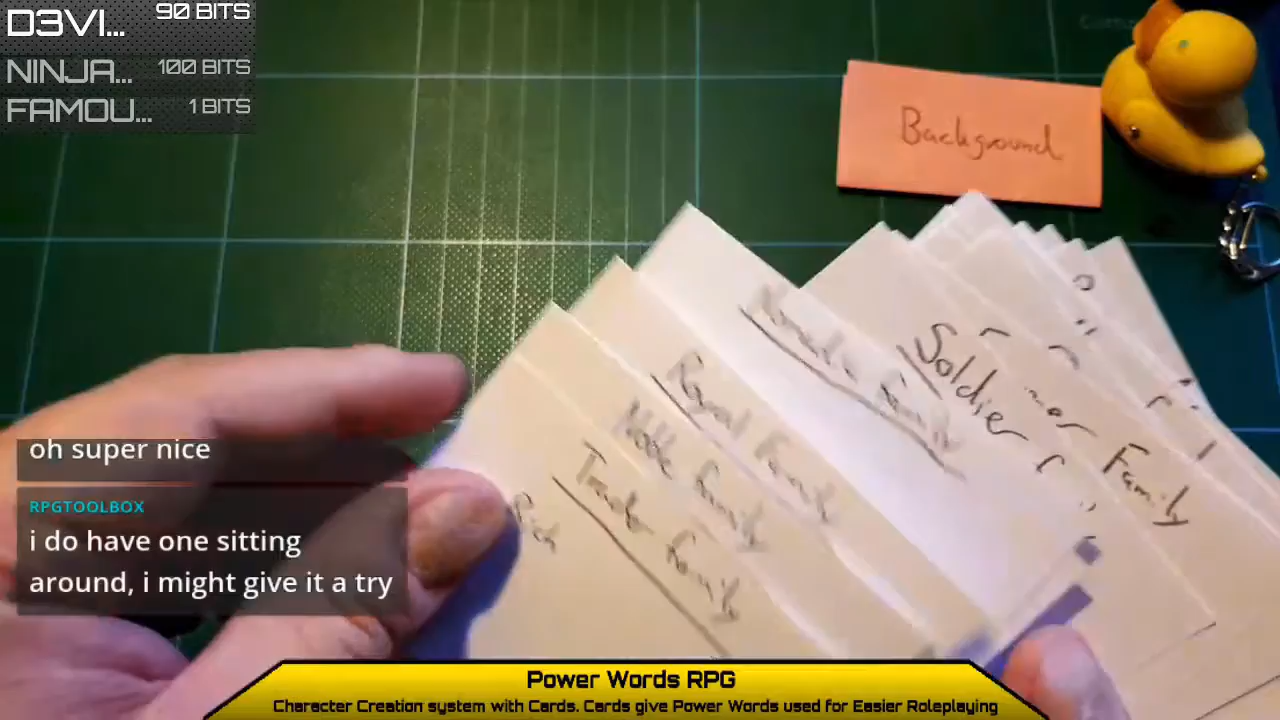 D3VI... 90 BITS
NINJA... 100 BITS
FAMOU... 1 BITS
Background
Soldier
Family
Royal Family
Noble Family
Trader Family
Rich
oh super nice
RPGTOOLBOX
i do have one sitting
around, i might give it a try
Power Words RPG
Character Creation system with Cards. Cards give Power Words used for Easier Roleplaying